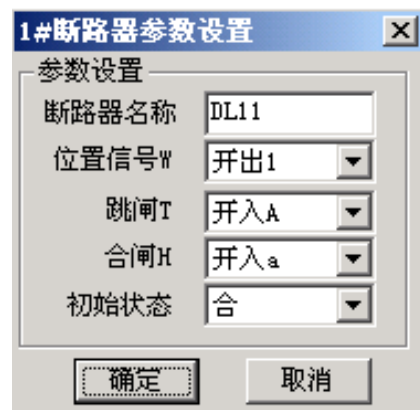 1#断路器参数设置
参数设置
断路器名称 DL11
位置信号W 开出1
跳闸T 开入A
合闸H 开入a
初始状态 合
确定 取消